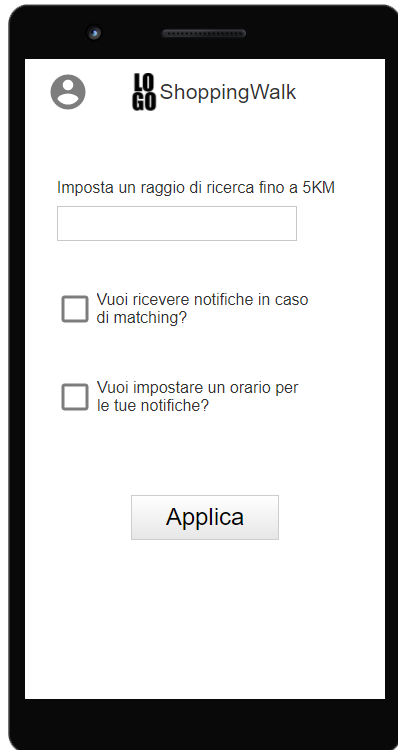 LO
GO
ShoppingWalk
Imposta un raggio di ricerca fino a 5KM
Vuoi ricevere notifiche in caso
di matching?
Vuoi impostare un orario per
le tue notifiche?
Applica